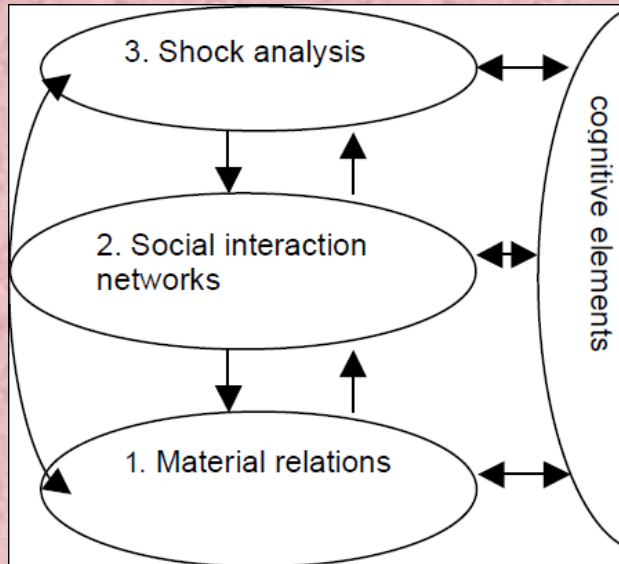 3. Shock analysis
2. Social interaction
networks
1. Material relations
cognitive elements